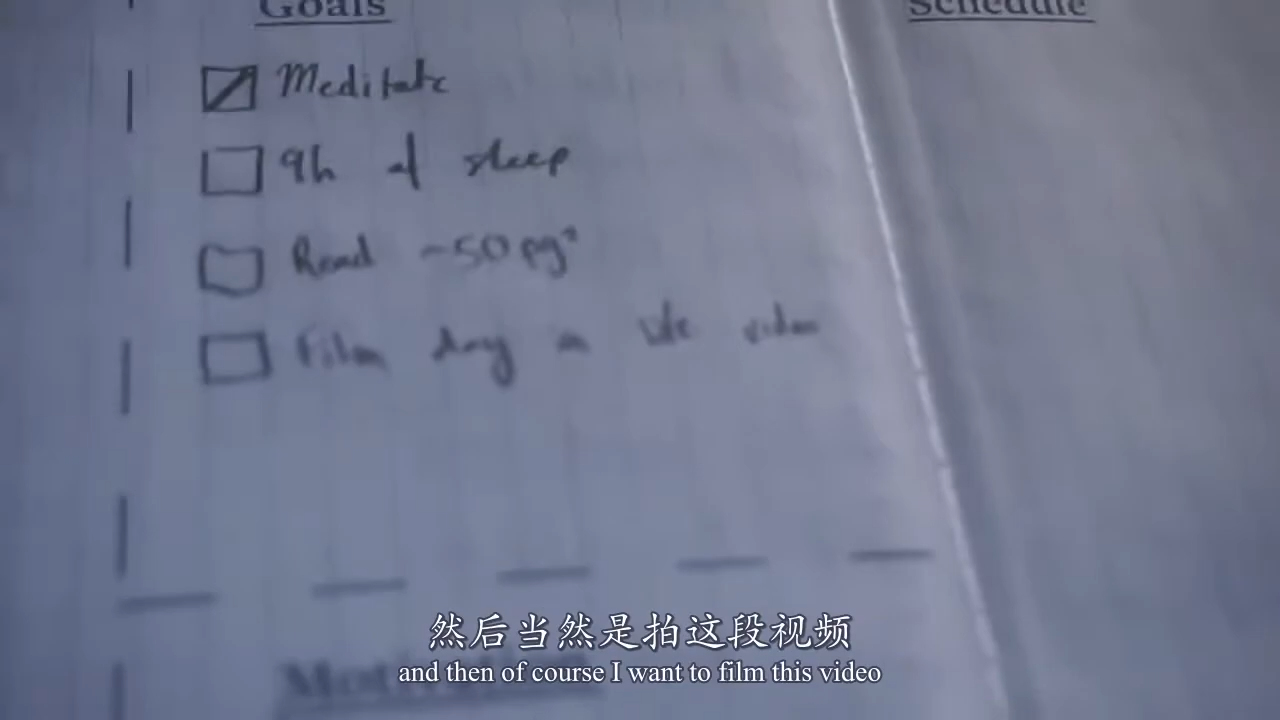 Goals
Schedule
Meditate
9h of sleep
Read ~50 pgs
Film day in life video
然后当然是拍这段视频
and then of course I want to film this video